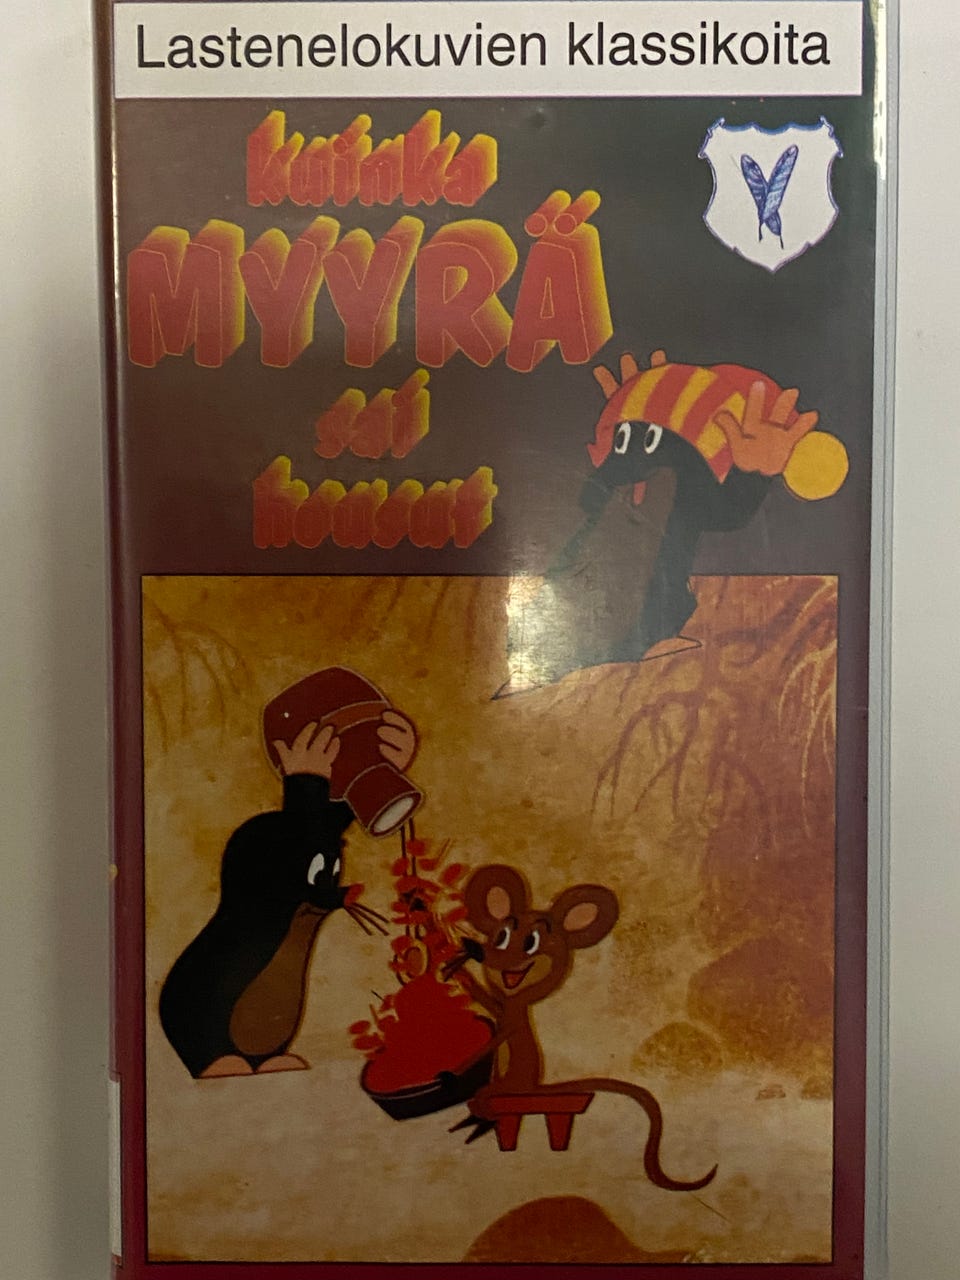 Lastenelokuvien klassikoita
kuinka
MYYRÄ
sai
housut